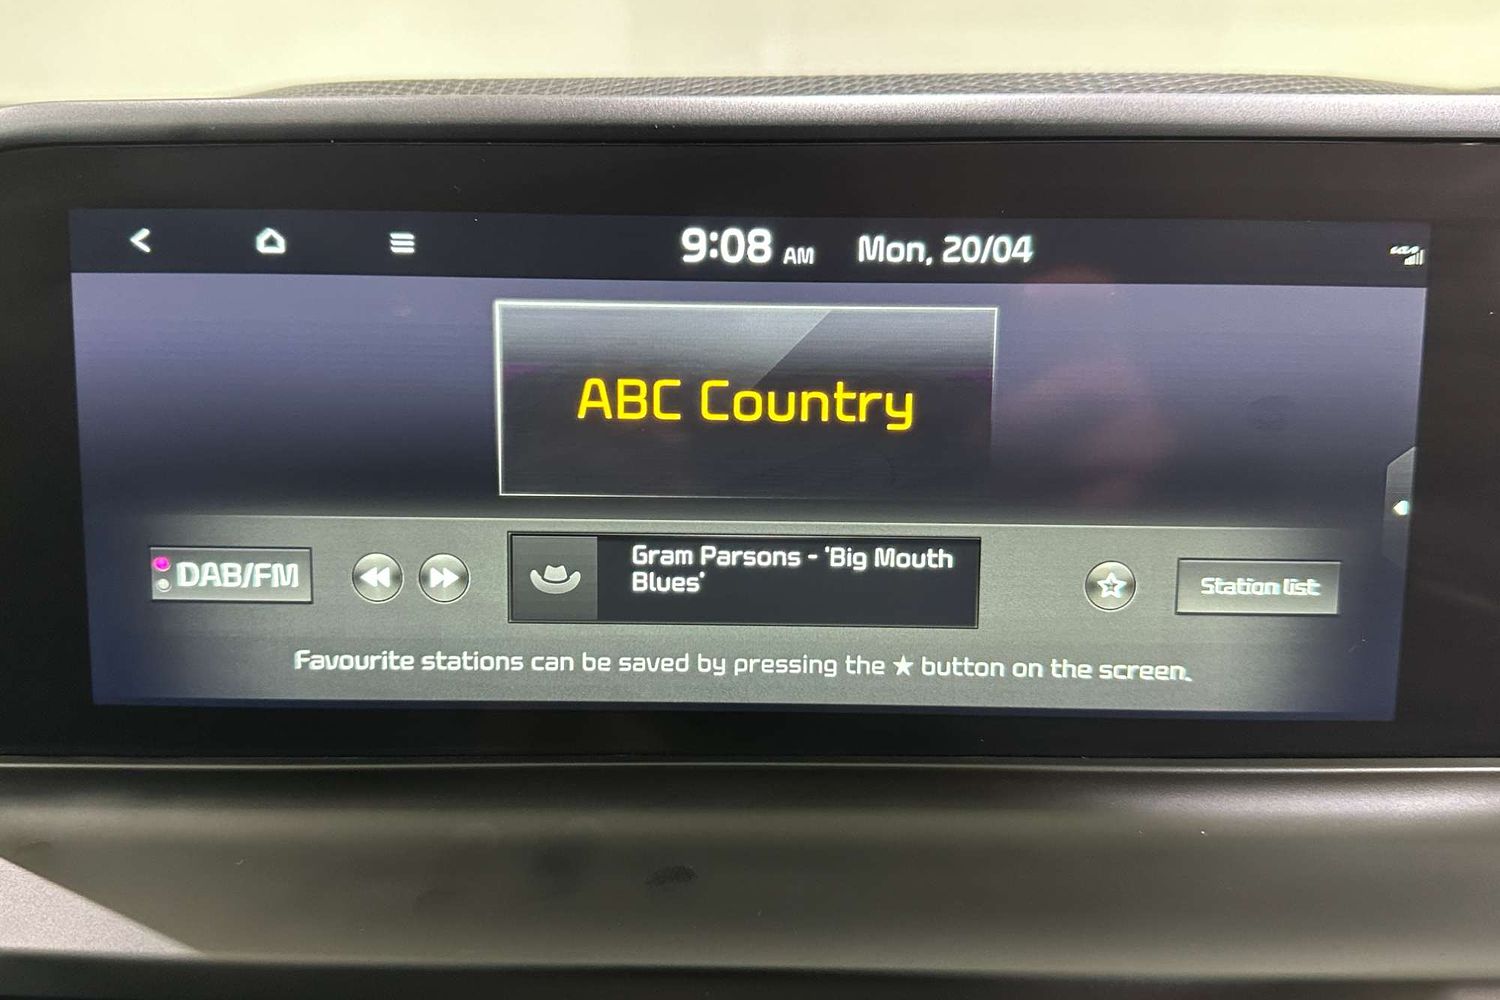 9:08 AM Mon, 20/04
ABC Country
DAB/FM
Gram Parsons - 'Big Mouth
Blues'
Station list
Favourite stations can be saved by pressing the ★ button on the screen.